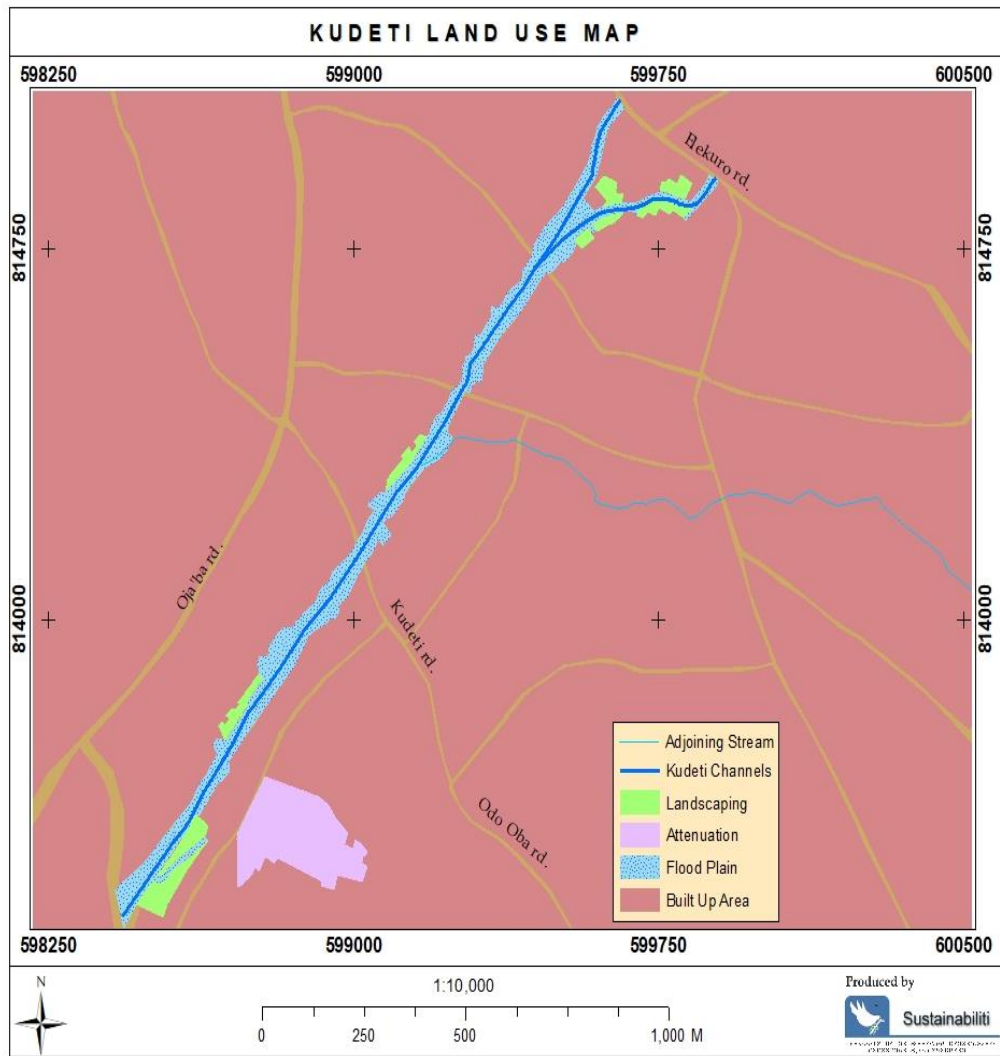 KUDETI LAND USE MAP
598250 599000 599750 600500
814750 814750
Elekuro rd.
Oja'ba rd.
814000 814000
Kudeti rd.
Odo Oba rd.
Adjoining Stream
Kudeti Channels
Landscaping
Attenuation
Flood Plain
Built Up Area
598250 599000 599750 600500
N
1:10,000
0 250 500 1,000 M
Produced by
Sustainabiliti